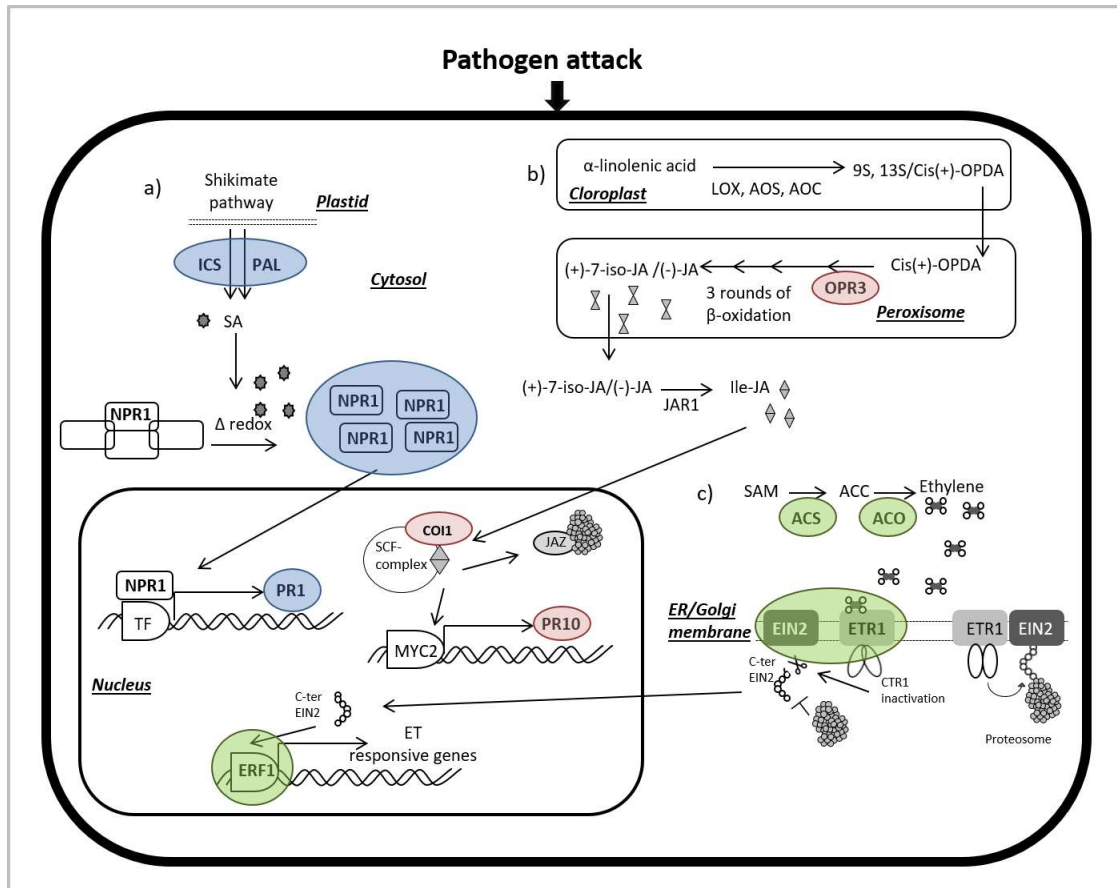 Pathogen attack
a)
Shikimate
pathway
Plastid
ICS
PAL
Cytosol
SA
NPR1
Δ redox
NPR1
NPR1
NPR1
NPR1
b)
α-linolenic acid
LOX, AOS, AOC
9S, 13S/Cis(+)-OPDA
Cloroplast
(+)-7-iso-JA /(-)-JA
Cis(+)-OPDA
OPR3
3 rounds of
β-oxidation
Peroxisome
(+)-7-iso-JA/(-)-JA
JAR1
Ile-JA
c)
SAM
ACC
Ethylene
ACS
ACO
ER/Golgi
membrane
EIN2
ETR1
ETR1
EIN2
C-ter
EIN2
CTR1
inactivation
Proteosome
COI1
SCF-
complex
JAZ
NPR1
TF
PR1
MYC2
PR10
Nucleus
C-ter
EIN2
ET
responsive genes
ERF1